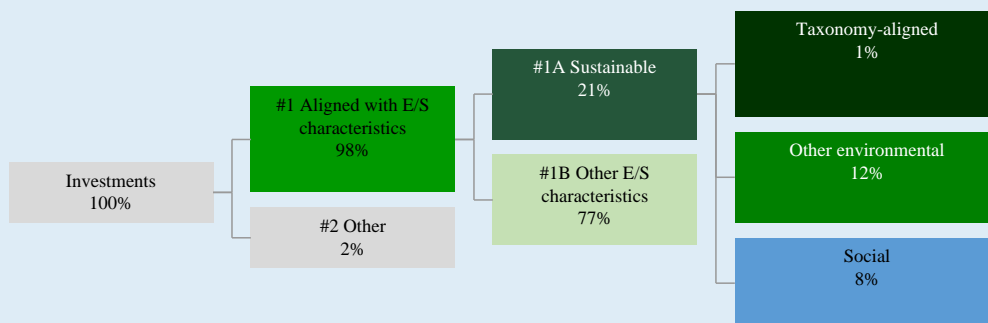 Investments
100%
#1 Aligned with E/S
characteristics
98%
#2 Other
2%
#1A Sustainable
21%
#1B Other E/S
characteristics
77%
Taxonomy-aligned
1%
Other environmental
12%
Social
8%